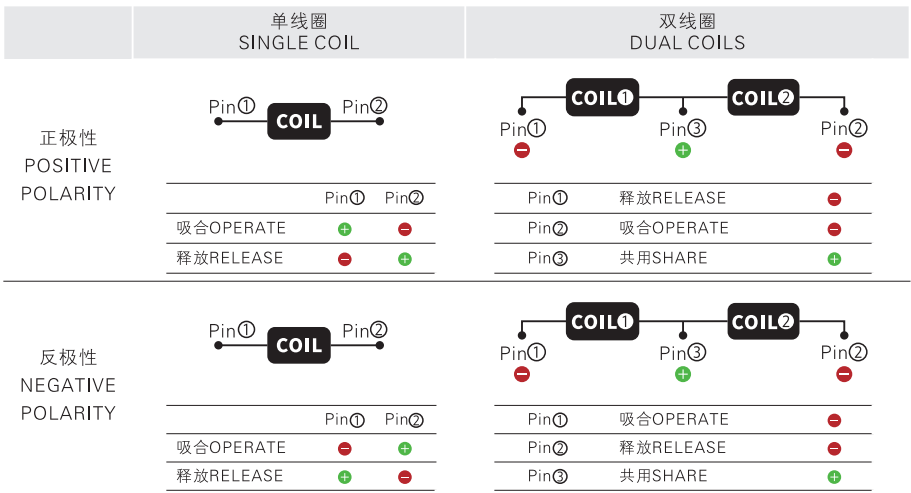 单线圈
SINGLE COIL
双线圈
DUAL COILS
正极性
POSITIVE
POLARITY
Pin① COIL Pin②
COIL❶ COIL❷
Pin① Pin③ Pin②
− + −
Pin① Pin②
吸合OPERATE + −
释放RELEASE − +
Pin① 释放RELEASE −
Pin② 吸合OPERATE −
Pin③ 共用SHARE +
反极性
NEGATIVE
POLARITY
Pin① COIL Pin②
COIL❶ COIL❷
Pin① Pin③ Pin②
− + −
Pin① Pin②
吸合OPERATE − +
释放RELEASE + −
Pin① 吸合OPERATE −
Pin② 释放RELEASE −
Pin③ 共用SHARE +